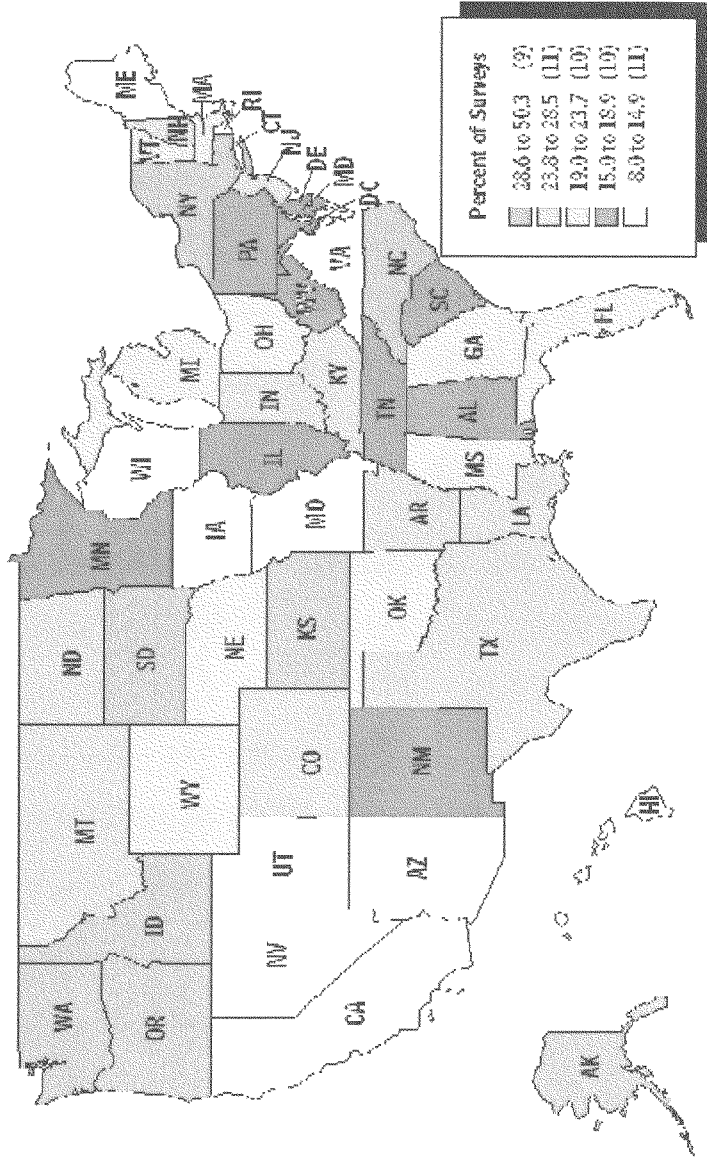 WA
MT
ND
MN
ME
VT
NH
MA
RI
CT
NJ
DE
MD
DC
OR
ID
WY
SD
WI
MI
NY
PA
NE
IA
IL
IN
OH
WV
VA
NV
UT
CO
KS
MO
KY
NC
CA
AZ
NM
OK
AR
TN
SC
TX
LA
MS
AL
GA
FL
AK
HI
Percent of Surveys
28.6 to 50.3 (9)
23.8 to 28.5 (11)
19.0 to 23.7 (10)
15.0 to 18.9 (10)
8.0 to 14.9 (11)